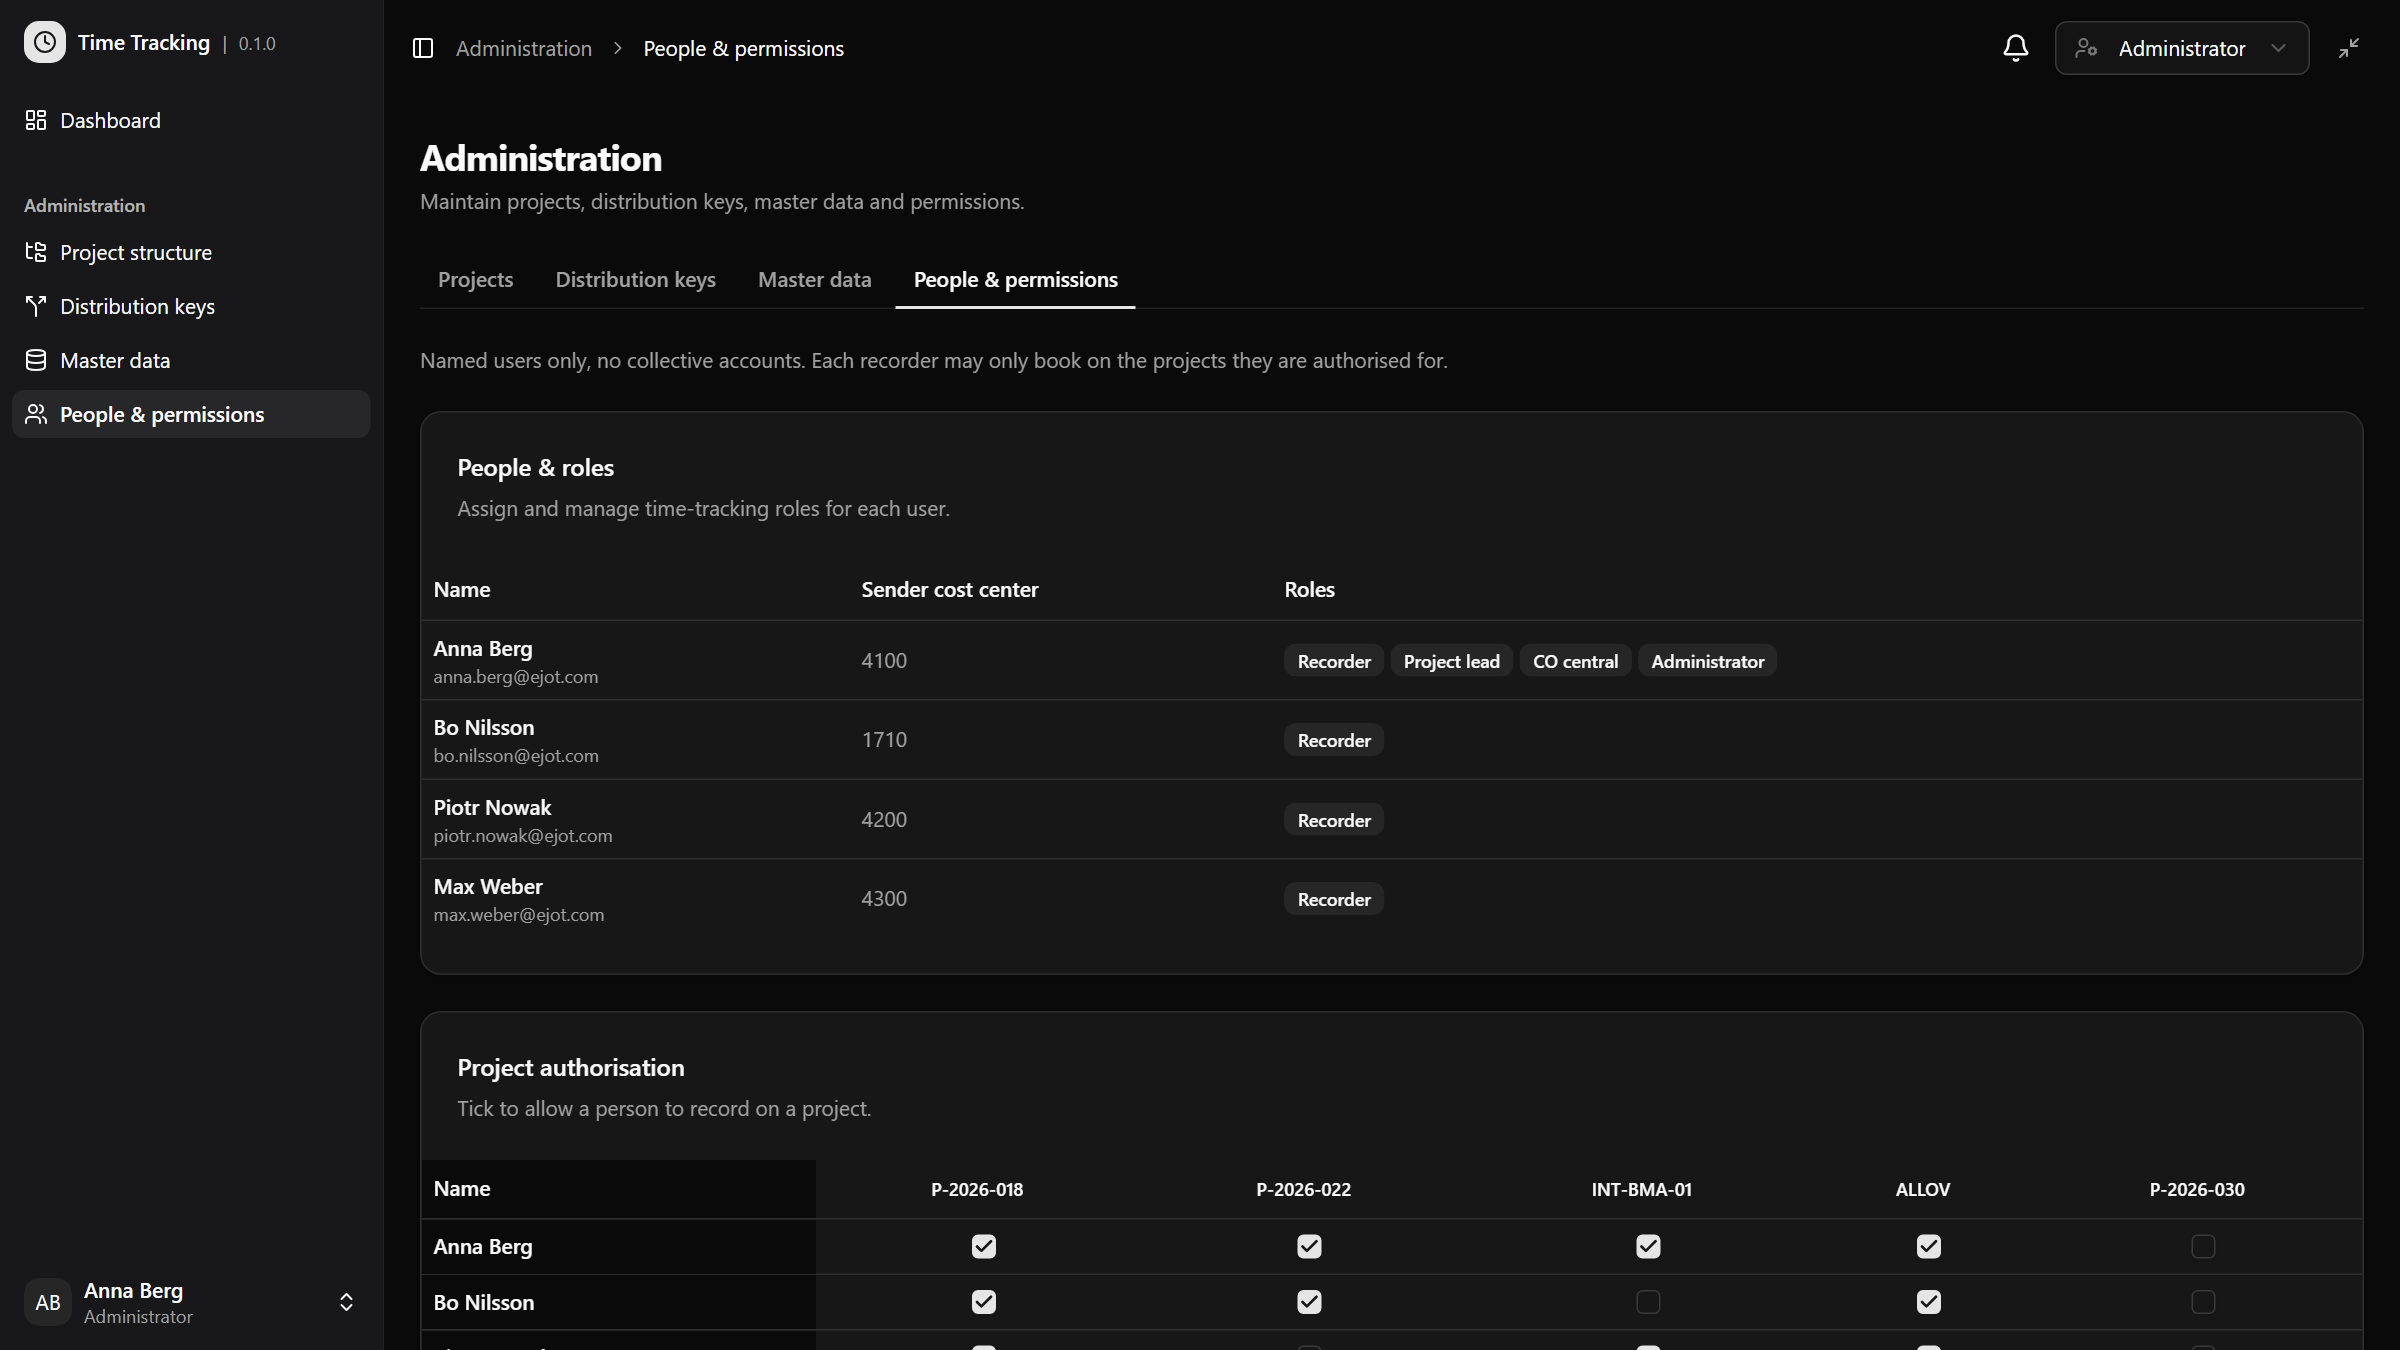 Time Tracking | 0.1.0
Dashboard
Administration
Project structure
Distribution keys
Master data
People & permissions
AB
Anna Berg
Administrator
Administration > People & permissions
Administrator
Administration
Maintain projects, distribution keys, master data and permissions.
Projects Distribution keys Master data People & permissions
Named users only, no collective accounts. Each recorder may only book on the projects they are authorised for.
People & roles
Assign and manage time-tracking roles for each user.
Name Sender cost center Roles
Anna Berg
anna.berg@ejot.com
4100
Recorder Project lead CO central Administrator
Bo Nilsson
bo.nilsson@ejot.com
1710
Recorder
Piotr Nowak
piotr.nowak@ejot.com
4200
Recorder
Max Weber
max.weber@ejot.com
4300
Recorder
Project authorisation
Tick to allow a person to record on a project.
Name P-2026-018 P-2026-022 INT-BMA-01 ALLOV P-2026-030
Anna Berg
Bo Nilsson